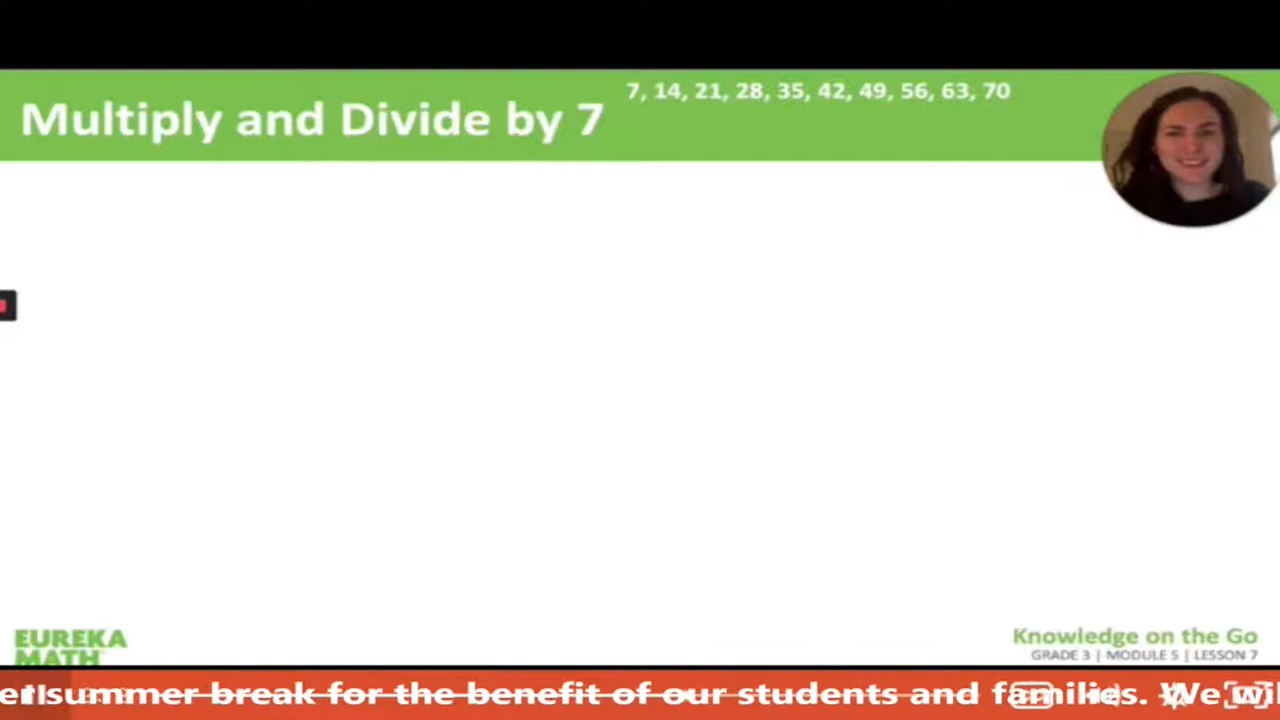 Multiply and Divide by 7
7, 14, 21, 28, 35, 42, 49, 56, 63, 70
EUREKA
MATH
Knowledge on the Go
GRADE 3 | MODULE 5 | LESSON 7
summer break for the benefit of our students and families. We